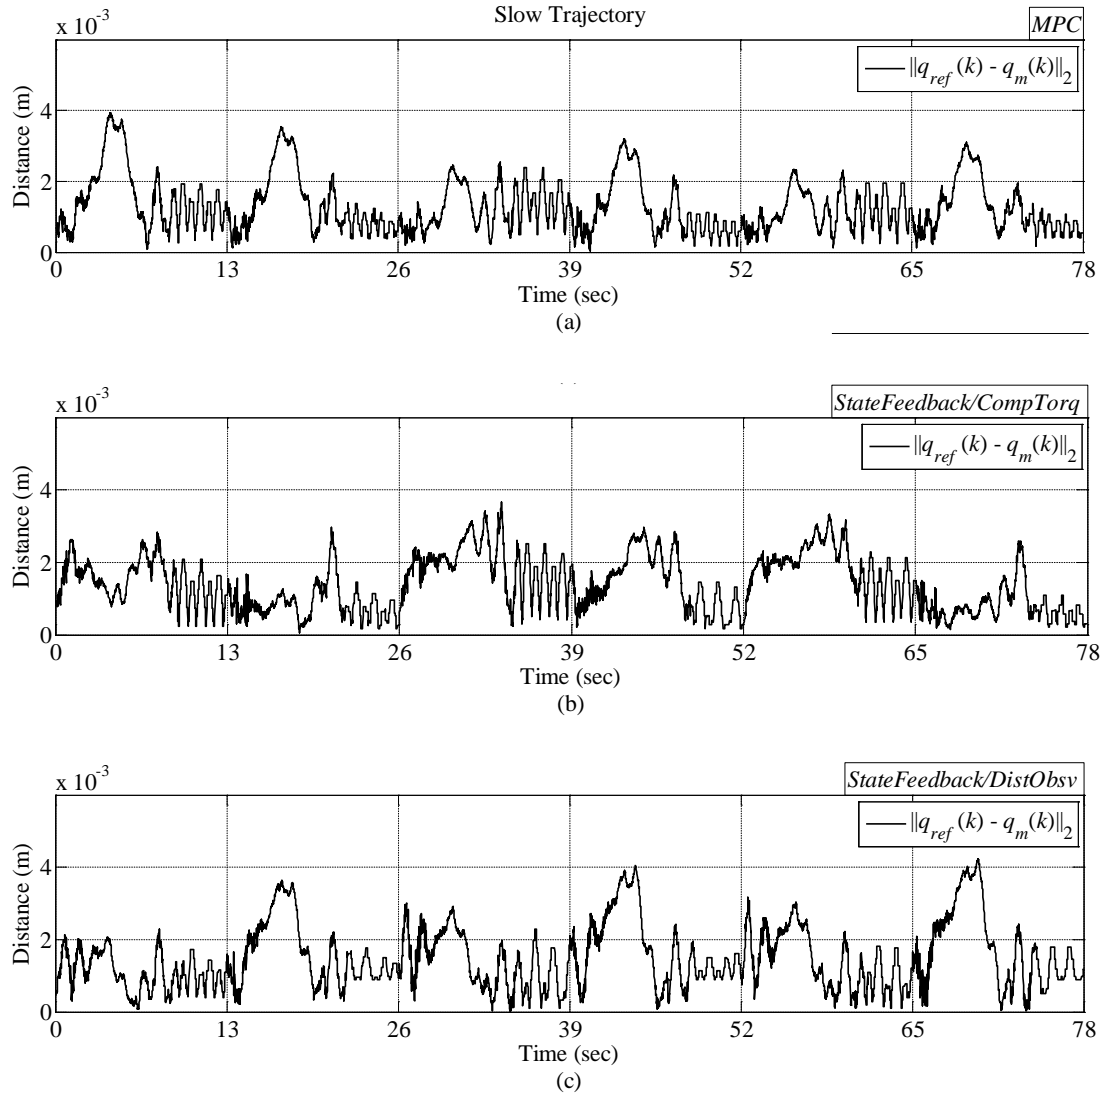 Slow Trajectory
x 10^-3
MPC
||q_ref (k) - q_m(k)||_2
Distance (m)
4
2
0
0 13 26 39 52 65 78
Time (sec)
(a)
x 10^-3
StateFeedback/CompTorq
||q_ref (k) - q_m(k)||_2
Distance (m)
4
2
0
0 13 26 39 52 65 78
Time (sec)
(b)
x 10^-3
StateFeedback/DistObsv
||q_ref (k) - q_m(k)||_2
Distance (m)
4
2
0
0 13 26 39 52 65 78
Time (sec)
(c)